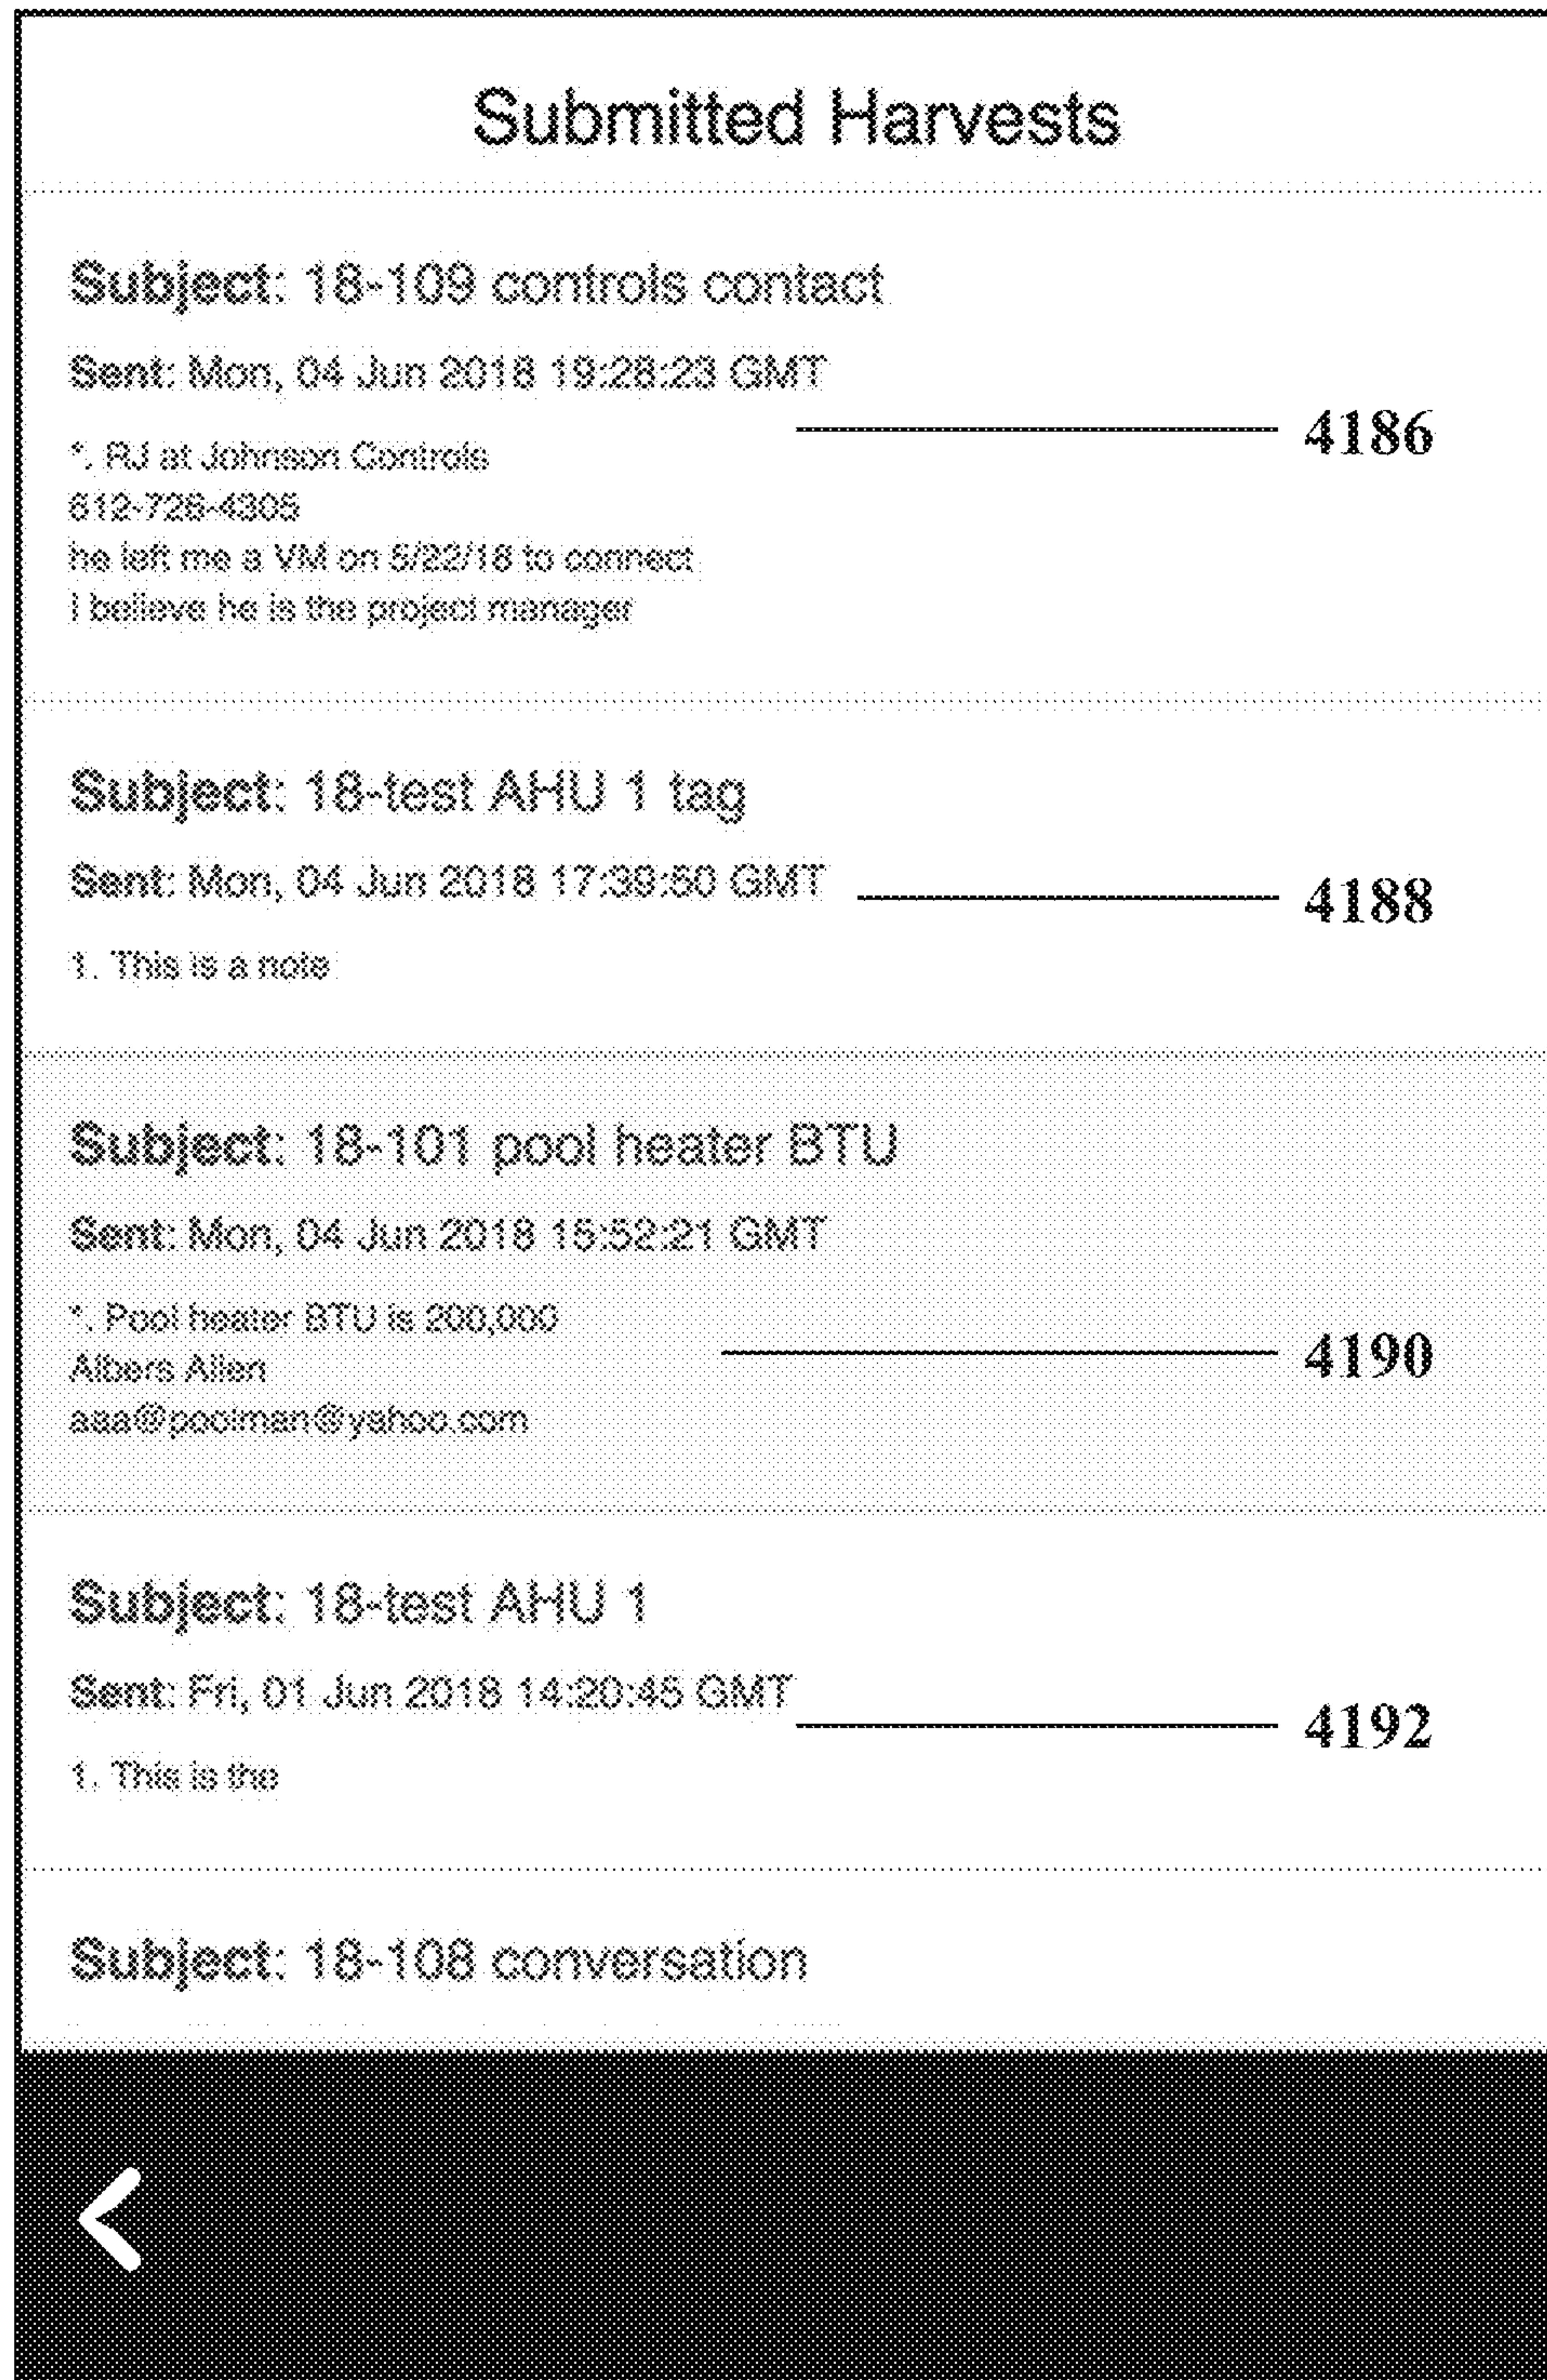 Submitted Harvests
Subject: 18-109 controls contact
Sent: Mon, 04 Jun 2018 19:28:23 GMT
4186
*. RJ at Johnson Controls
612-728-4305
he left me a VM on 5/22/18 to connect
I believe he is the project manager
Subject: 18-test AHU 1 tag
Sent: Mon, 04 Jun 2018 17:39:50 GMT
4188
1. This is a note
Subject: 18-101 pool heater BTU
Sent: Mon, 04 Jun 2018 15:52:21 GMT
*. Pool heater BTU is 200,000
4190
Albers Allen
aaa@poolman@yahoo.com
Subject: 18-test AHU 1
Sent: Fri, 01 Jun 2018 14:20:45 GMT
4192
1. This is the
Subject: 18-108 conversation